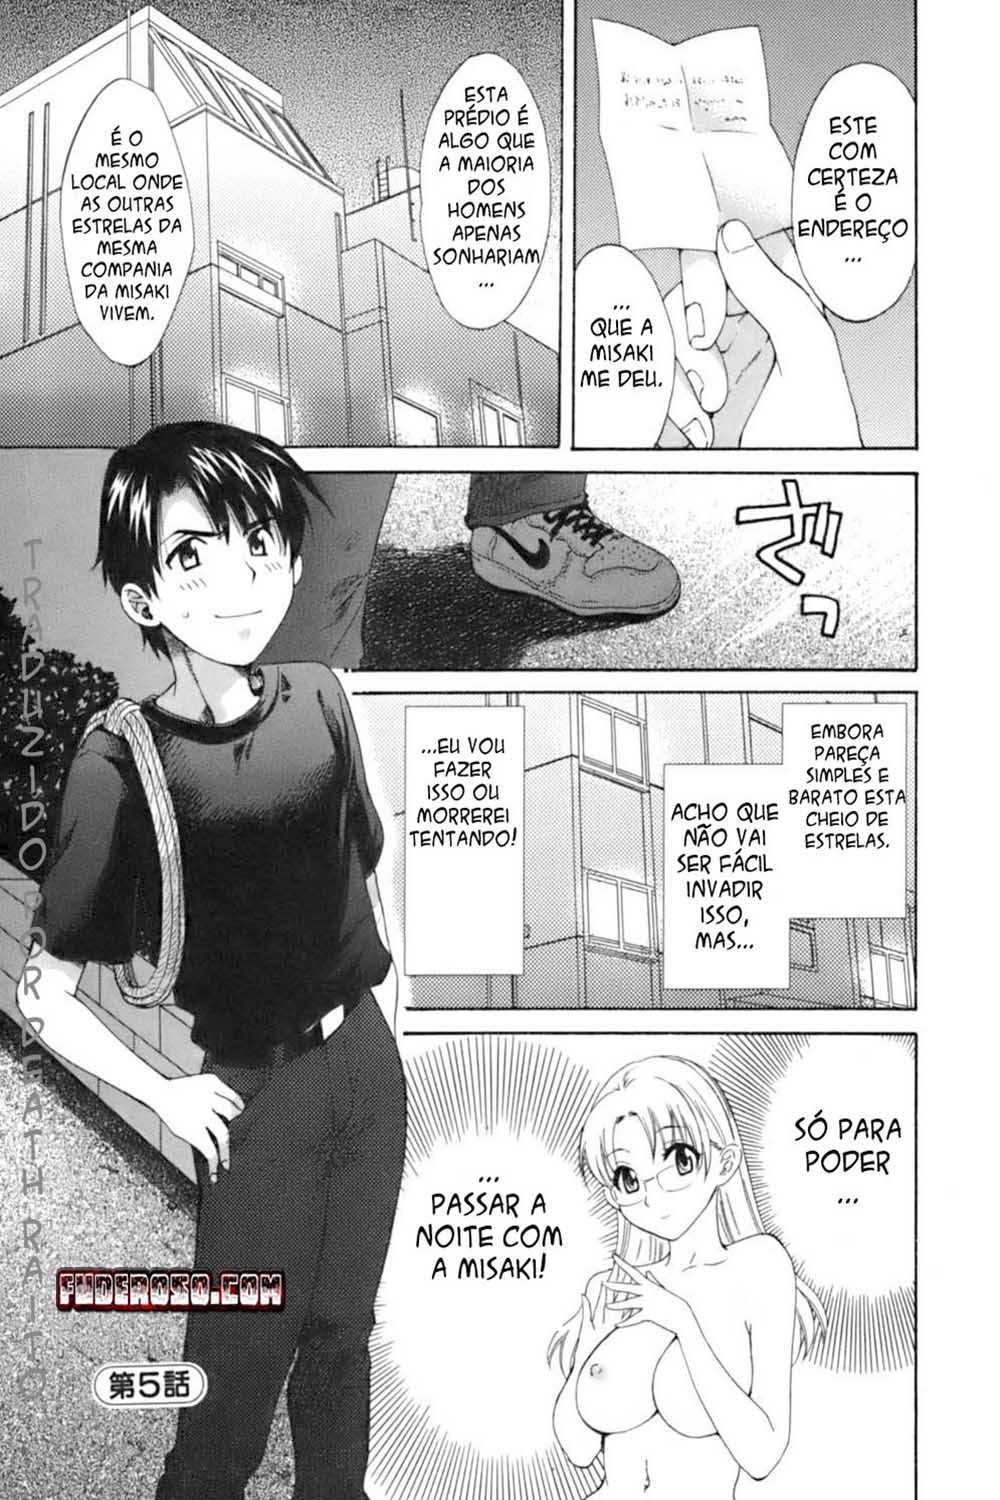 ESTE
COM
CERTEZA
É O
ENDEREÇO
...
...
QUE A
MISAKI
ME DEU.
ESTA
PRÉDIO É
ALGO QUE
A MAIORIA
DOS
HOMENS
APENAS
SONHARIAM
...
É O
MESMO
LOCAL ONDE
AS OUTRAS
ESTRELAS DA
MESMA
COMPANIA
DA MISAKI
VIVEM.
ざくっ
EMBORA
PAREÇA
SIMPLES E
BARATO ESTA
CHEIO DE
ESTRELAS.
ACHO QUE
NÃO VAI
SER FÁCIL
INVADIR
ISSO,
MAS...
...EU VOU
FAZER
ISSO OU
MORREREI
TENTANDO!
SÓ PARA
PODER
...
...
PASSAR A
NOITE COM
A MISAKI!
TRADUZIDO POR DEATH RAITO
FUDEROSO.COM
第5話